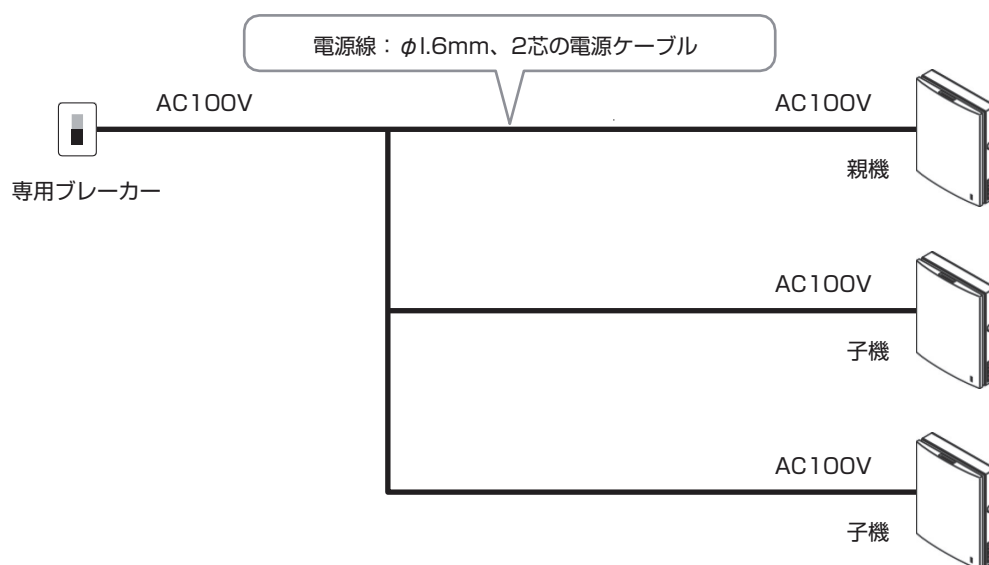 電源線：φ1.6mm、2芯の電源ケーブル
AC100V
AC100V
専用ブレーカー
親機
AC100V
子機
AC100V
子機